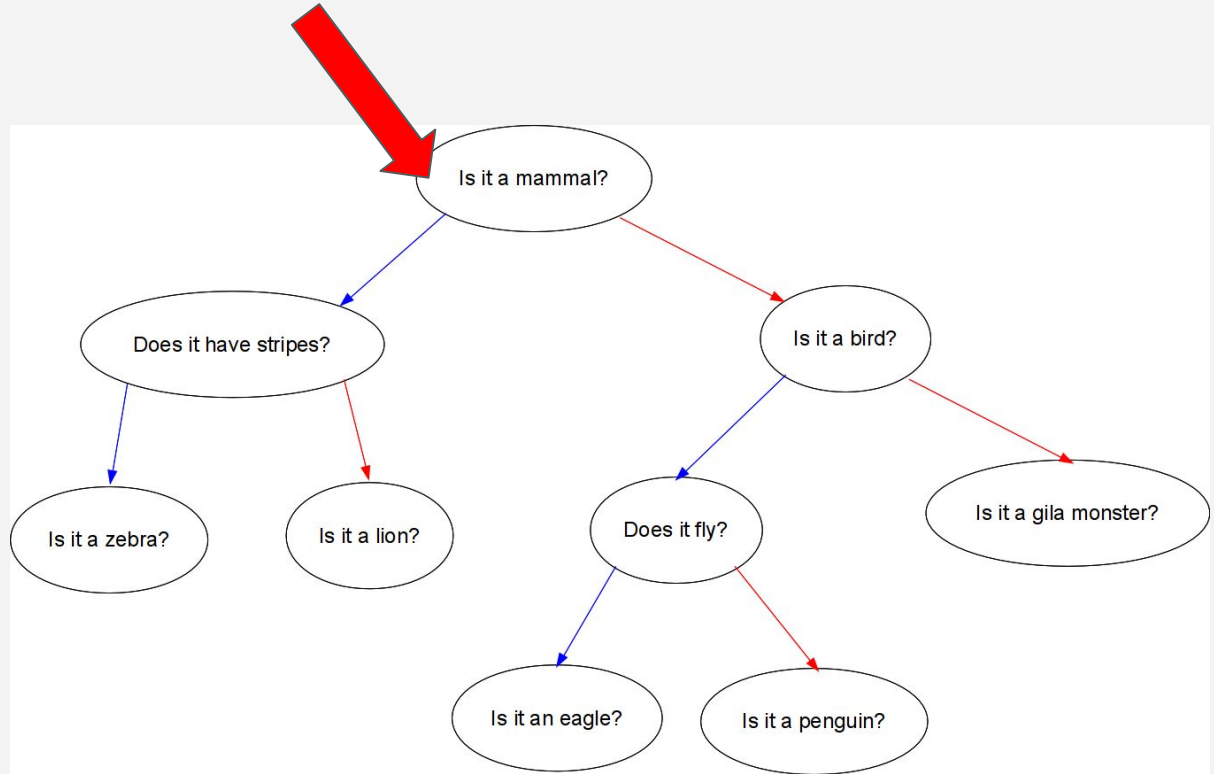 Is it a mammal?
Does it have stripes?
Is it a bird?
Is it a zebra?
Is it a lion?
Does it fly?
Is it a gila monster?
Is it an eagle?
Is it a penguin?